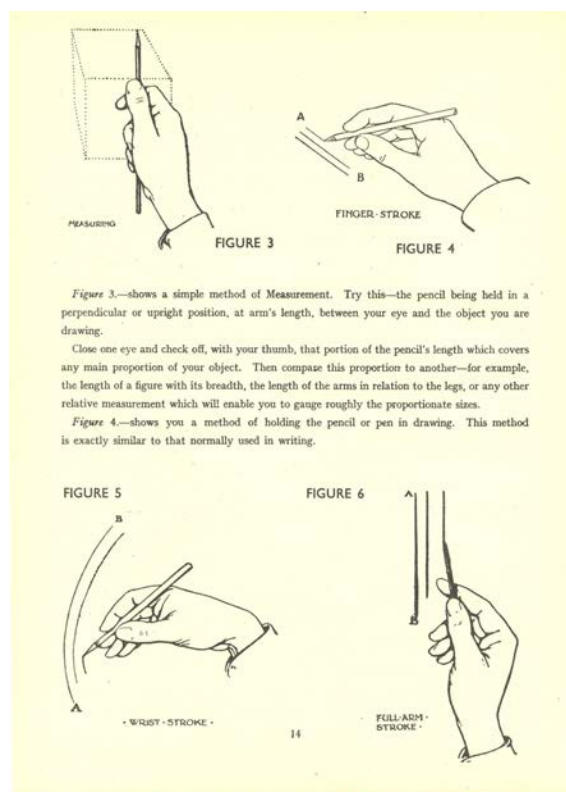 A
B
MEASURING
FINGER·STROKE
FIGURE 3
FIGURE 4
Figure 3.—shows a simple method of Measurement. Try this—the pencil being held in a
perpendicular or upright position, at arm's length, between your eye and the object you are
drawing.
Close one eye and check off, with your thumb, that portion of the pencil's length which covers
any main proportion of your object. Then compase this proportion to another—for example,
the length of a figure with its breadth, the length of the arms in relation to the legs, or any other
relative measurement which will enable you to gauge roughly the proportionate sizes.
Figure 4.—shows you a method of holding the pencil or pen in drawing. This method
is exactly similar to that normally used in writing.
FIGURE 5
FIGURE 6
B
A
A
B
· WRIST · STROKE ·
FULL·ARM ·
STROKE ·
14